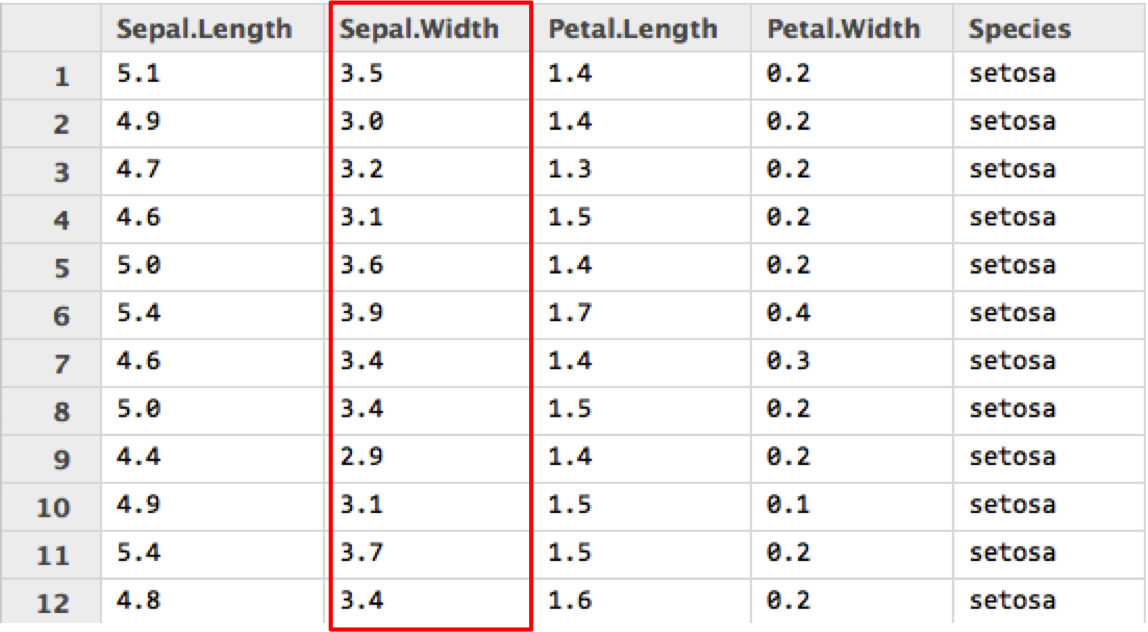 Sepal.Length Sepal.Width Petal.Length Petal.Width Species
1 5.1 3.5 1.4 0.2 setosa
2 4.9 3.0 1.4 0.2 setosa
3 4.7 3.2 1.3 0.2 setosa
4 4.6 3.1 1.5 0.2 setosa
5 5.0 3.6 1.4 0.2 setosa
6 5.4 3.9 1.7 0.4 setosa
7 4.6 3.4 1.4 0.3 setosa
8 5.0 3.4 1.5 0.2 setosa
9 4.4 2.9 1.4 0.2 setosa
10 4.9 3.1 1.5 0.1 setosa
11 5.4 3.7 1.5 0.2 setosa
12 4.8 3.4 1.6 0.2 setosa